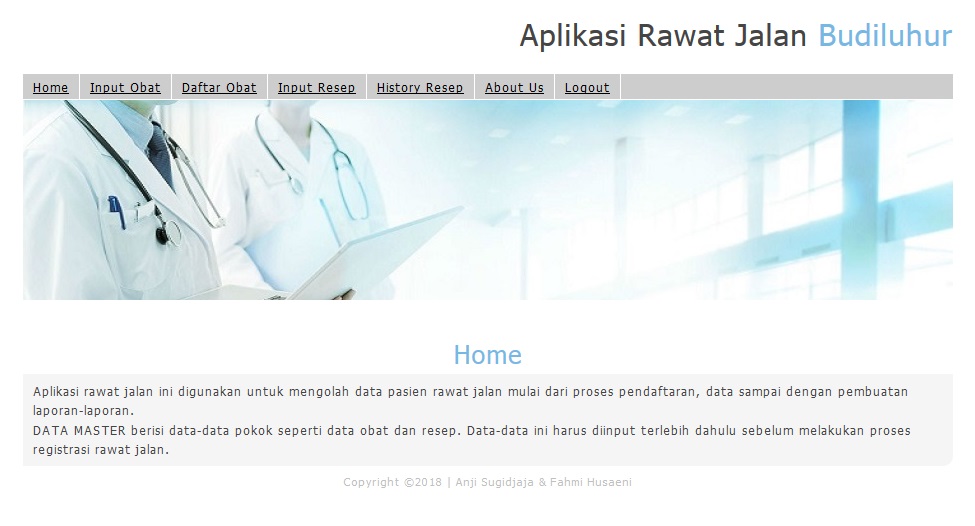 Aplikasi Rawat Jalan Budiluhur
Home Input Obat Daftar Obat Input Resep History Resep About Us Logout
Home
Aplikasi rawat jalan ini digunakan untuk mengolah data pasien rawat jalan mulai dari proses pendaftaran, data sampai dengan pembuatan
laporan-laporan.
DATA MASTER berisi data-data pokok seperti data obat dan resep. Data-data ini harus diinput terlebih dahulu sebelum melakukan proses
registrasi rawat jalan.
Copyright ©2018 | Anji Sugidjaja & Fahmi Husaeni